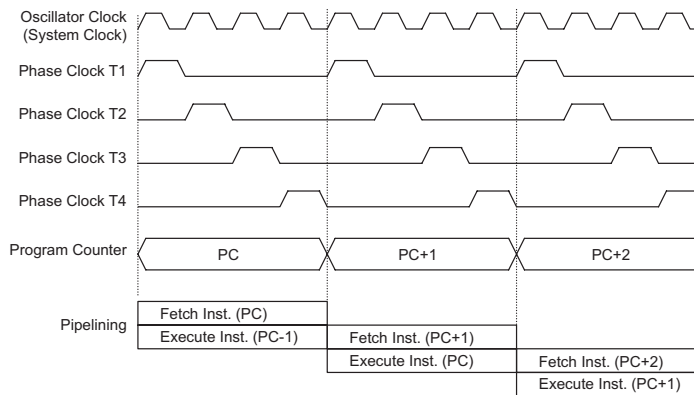 Oscillator Clock
(System Clock)
Phase Clock T1
Phase Clock T2
Phase Clock T3
Phase Clock T4
Program Counter
PC
PC+1
PC+2
Pipelining
Fetch Inst. (PC)
Execute Inst. (PC-1)
Fetch Inst. (PC+1)
Execute Inst. (PC)
Fetch Inst. (PC+2)
Execute Inst. (PC+1)